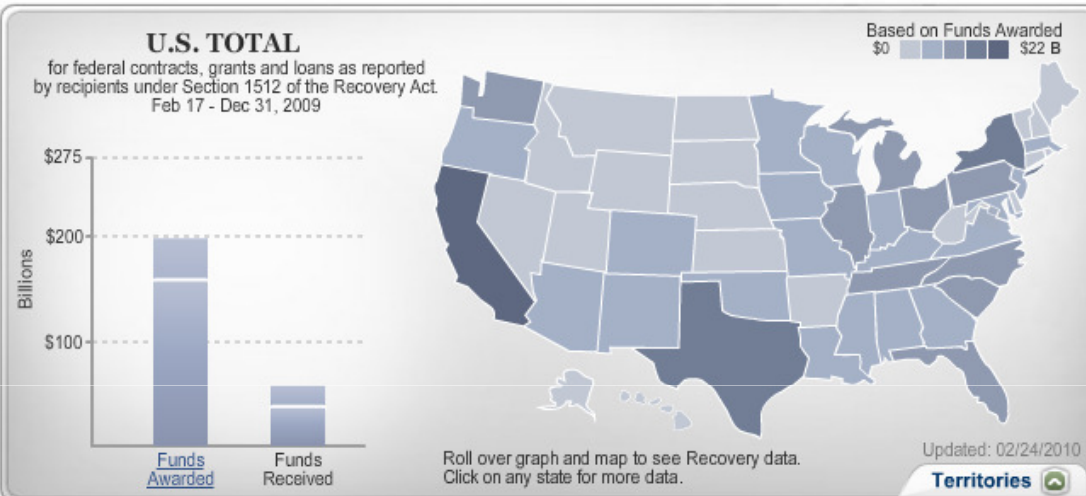 U.S. TOTAL
for federal contracts, grants and loans as reported
by recipients under Section 1512 of the Recovery Act.
Feb 17 - Dec 31, 2009
Based on Funds Awarded
$0 $22 B
$275
$200
$100
Billions
Funds
Awarded
Funds
Received
Roll over graph and map to see Recovery data.
Click on any state for more data.
Updated: 02/24/2010
Territories